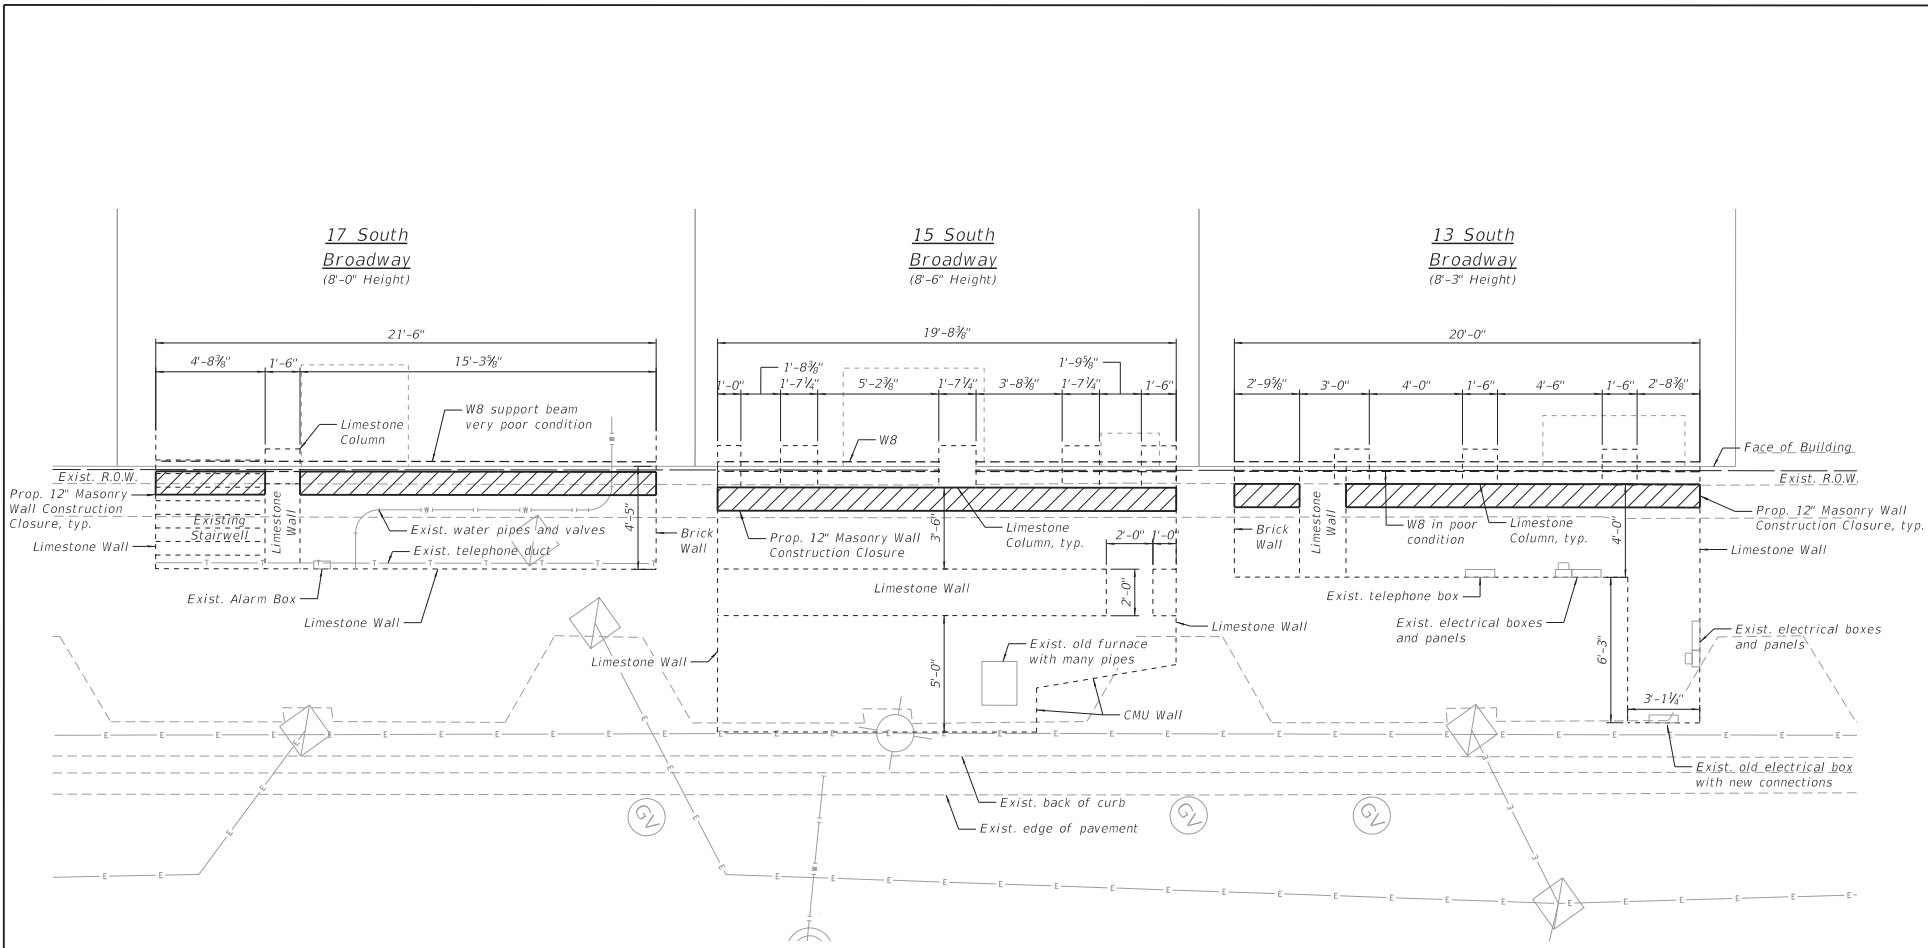 17 South
Broadway
(8'-0" Height)
15 South
Broadway
(8'-6" Height)
13 South
Broadway
(8'-3" Height)
21'-6"
4'-8⅜"
1'-6"
15'-3⅝"
Limestone
Column
W8 support beam
very poor condition
Exist. R.O.W.
Prop. 12" Masonry
Wall Construction
Closure, typ.
Limestone Wall
Existing
Stairwell
Limestone
Wall
Exist. water pipes and valves
Exist. telephone duct
4'-5"
Brick
Wall
Exist. Alarm Box
Limestone Wall
W
W
W
W
T
T
T
T
T
T
T
T
T
19'-8⅜"
1'-8⅜"
1'-9⅝"
1'-0"
1'-7¼"
5'-2⅜"
1'-7¼"
3'-8⅜"
1'-7¼"
1'-6"
W8
Prop. 12" Masonry Wall
Construction Closure
3'-6"
Limestone
Column, typ.
2'-0"
1'-0"
Limestone Wall
2'-0"
Limestone Wall
Limestone Wall
5'-0"
Exist. old furnace
with many pipes
CMU Wall
20'-0"
2'-9⅝"
3'-0"
4'-0"
1'-6"
4'-6"
1'-6"
2'-8⅜"
Face of Building
Exist. R.O.W.
Prop. 12" Masonry Wall
Construction Closure, typ.
Limestone Wall
Brick
Wall
Limestone
Wall
W8 in poor
condition
Limestone
Column, typ.
4'-0"
Exist. telephone box
Exist. electrical boxes
and panels
6'-3"
Exist. electrical boxes
and panels
3'-1¼"
Exist. old electrical box
with new connections
E E E E E E E E E E E E E E E E
Exist. back of curb
Exist. edge of pavement
GV
GV
GV
E E E E E E E E E E E E E E E E